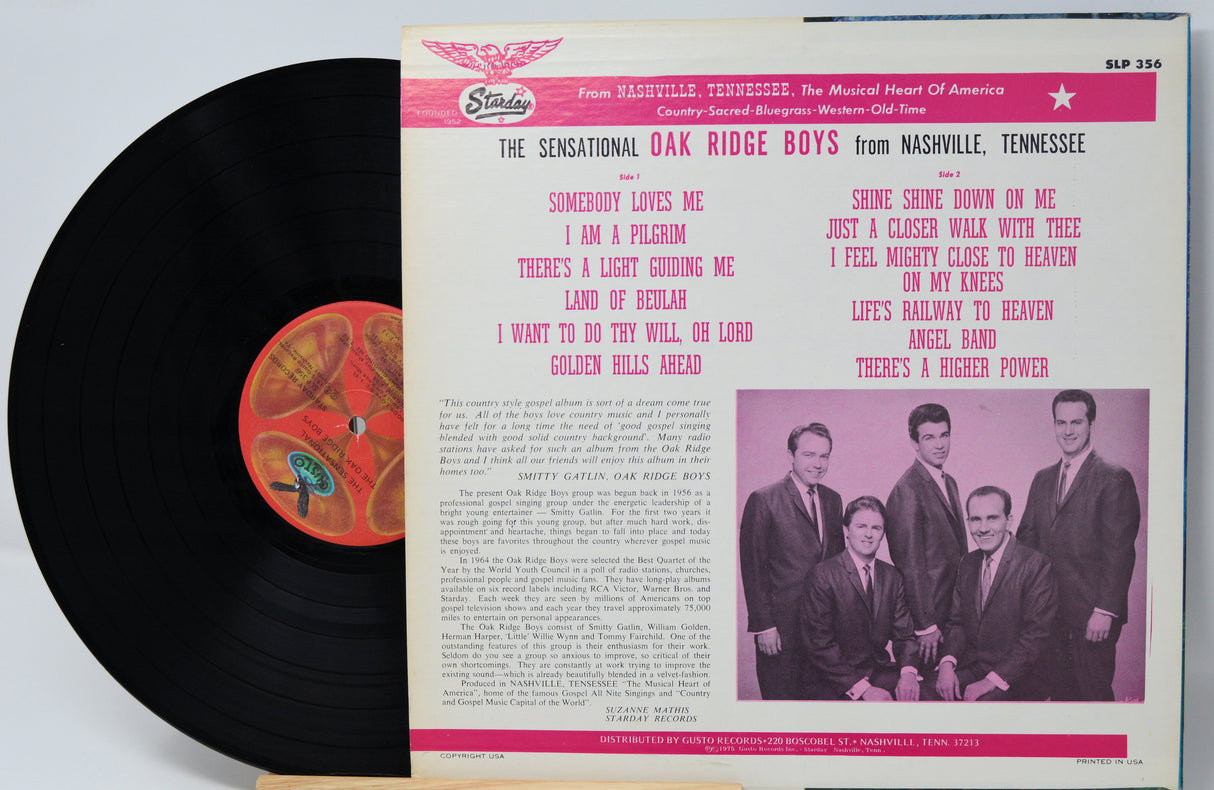 SLP 356
Starday
FOUNDED
1952
From NASHVILLE, TENNESSEE, The Musical Heart Of America
Country-Sacred-Bluegrass-Western-Old-Time
THE SENSATIONAL OAK RIDGE BOYS from NASHVILLE, TENNESSEE
Side 1
SOMEBODY LOVES ME
I AM A PILGRIM
THERE'S A LIGHT GUIDING ME
LAND OF BEULAH
I WANT TO DO THY WILL, OH LORD
GOLDEN HILLS AHEAD
Side 2
SHINE SHINE DOWN ON ME
JUST A CLOSER WALK WITH THEE
I FEEL MIGHTY CLOSE TO HEAVEN
ON MY KNEES
LIFE'S RAILWAY TO HEAVEN
ANGEL BAND
THERE'S A HIGHER POWER
"This country style gospel album is sort of a dream come true
for us. All of the boys love country music and I personally
have felt for a long time the need of 'good gospel singing
blended with good solid country background'. Many radio
stations have asked for such an album from the Oak Ridge
Boys and I think all our friends will enjoy this album in their
homes too."
SMITTY GATLIN, OAK RIDGE BOYS
The present Oak Ridge Boys group was begun back in 1956 as a
professional gospel singing group under the energetic leadership of a
bright young entertainer — Smitty Gatlin. For the first two years it
was rough going for this young group, but after much hard work, dis-
appointment and heartache, things began to fall into place and today
these boys are favorites throughout the country wherever gospel music
is enjoyed.
In 1964 the Oak Ridge Boys were selected the Best Quartet of the
Year by the World Youth Council in a poll of radio stations, churches,
professional people and gospel music fans. They have long-play albums
available on six record labels including RCA Victor, Warner Bros. and
Starday. Each week they are seen by millions of Americans on top
gospel television shows and each year they travel approximately 75,000
miles to entertain on personal appearances.
The Oak Ridge Boys consist of Smitty Gatlin, William Golden,
Herman Harper, 'Little' Willie Wynn and Tommy Fairchild. One of the
outstanding features of this group is their enthusiasm for their work.
Seldom do you see a group so anxious to improve, so critical of their
own shortcomings. They are constantly at work trying to improve the
existing sound—which is already beautifully blended in a velvet-fashion.
Produced in NASHVILLE, TENSESSEE "The Musical Heart of
America", home of the famous Gospel All Nite Singings and "Country
and Gospel Music Capital of the World".
SUZANNE MATHIS
STARDAY RECORDS
DISTRIBUTED BY GUSTO RECORDS•220 BOSCOBEL ST.• NASHVILLE, TENN. 37213
℗©1975 Gusto Records Inc. - Starday Nashville, Tenn.
COPYRIGHT USA
PRINTED IN USA
THE SENSATIONAL
THE OAK RIDGE BOYS
GUSTO
STARDAY RECORDS